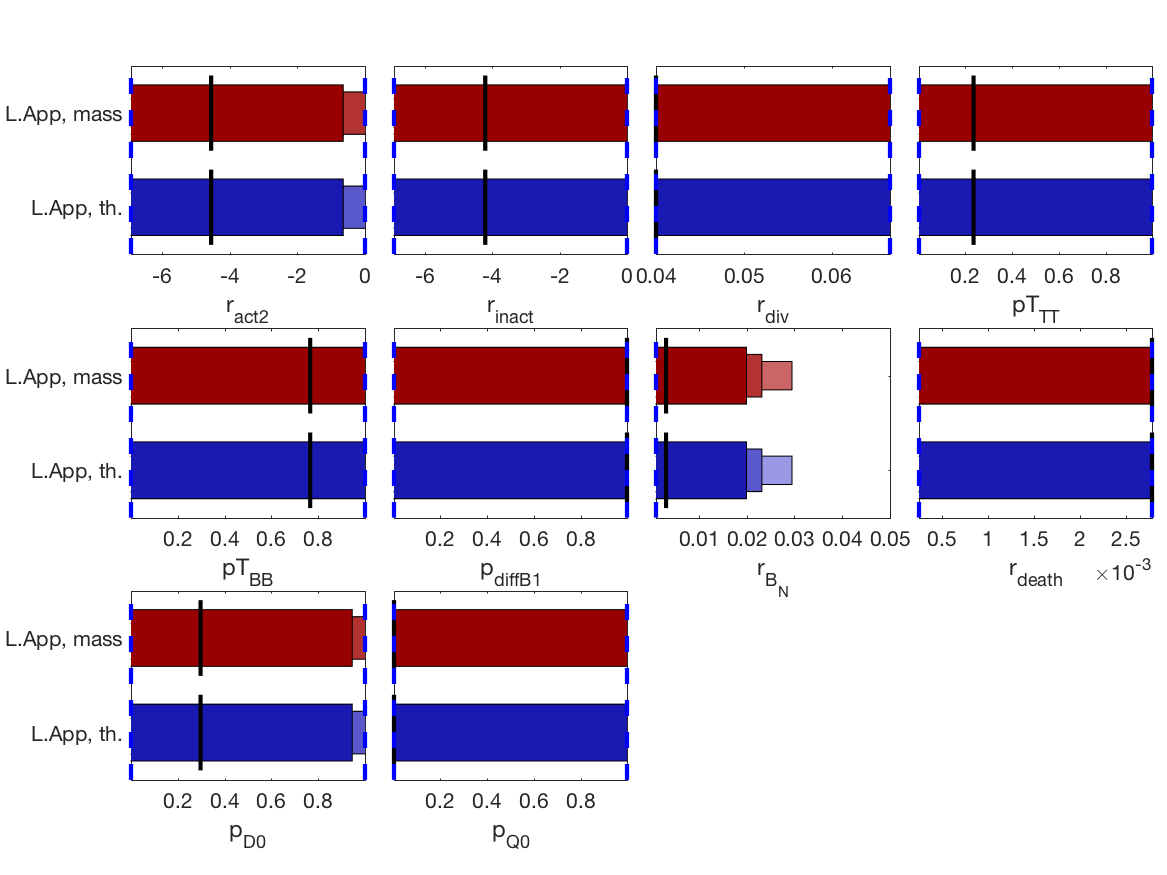 L.App, mass
L.App, th.
-6 -4 -2 0
r_act2
-6 -4 -2 0
r_inact
0.04 0.05 0.06
r_div
0.2 0.4 0.6 0.8
pT_TT
L.App, mass
L.App, th.
0.2 0.4 0.6 0.8
pT_BB
0.2 0.4 0.6 0.8
p_diffB1
0.01 0.02 0.03 0.04 0.05
r_B_N
0.5 1 1.5 2 2.5
r_death ×10^-3
L.App, mass
L.App, th.
0.2 0.4 0.6 0.8
p_D0
0.2 0.4 0.6 0.8
p_Q0